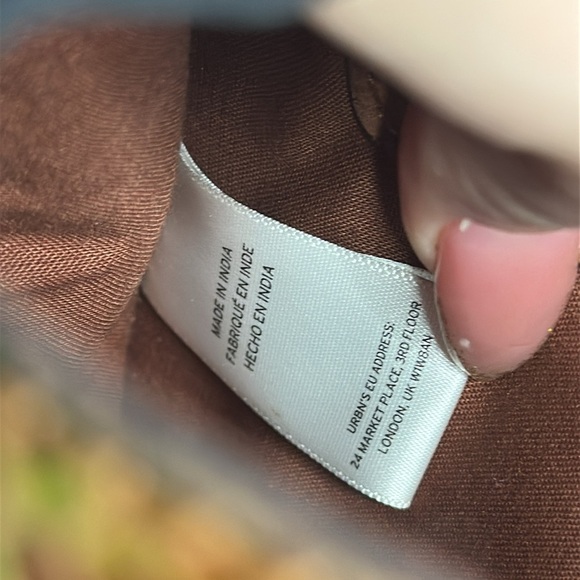 MADE IN INDIA
FABRIQUÉ EN INDE
HECHO EN INDIA
URBN'S EU ADDRESS:
24 MARKET PLACE, 3RD FLOOR
LONDON, UK W1W8AN